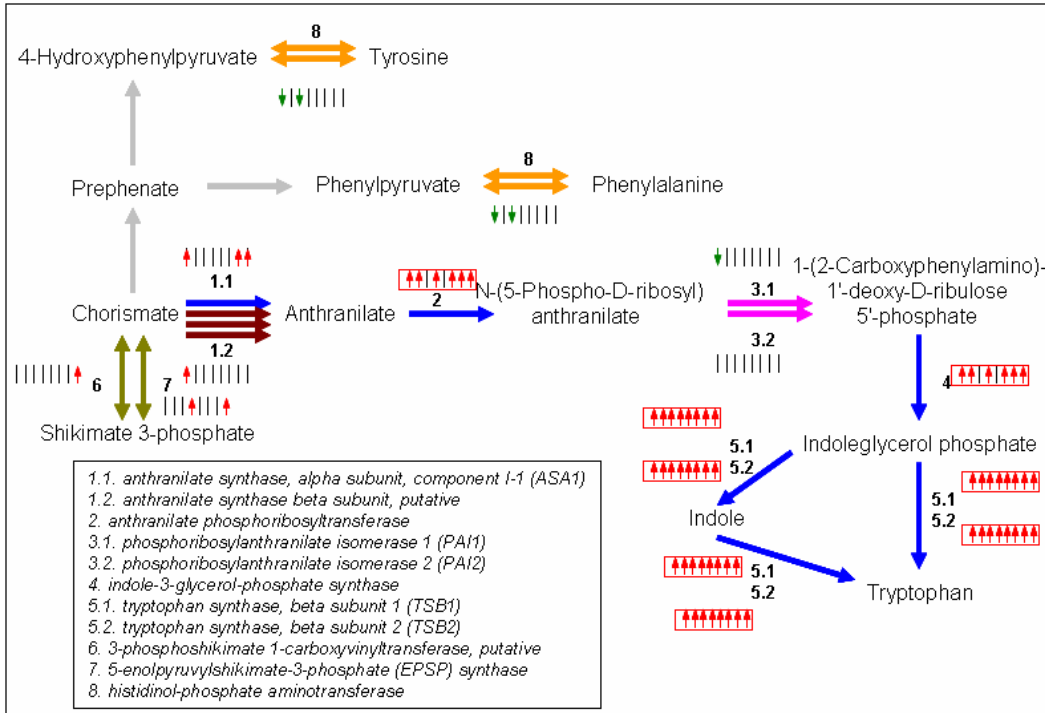 8
4-Hydroxyphenylpyruvate
Tyrosine
8
Prephenate
Phenylpyruvate
Phenylalanine
1.1
2
3.1
1-(2-Carboxyphenylamino)-
1'-deoxy-D-ribulose
5'-phosphate
Chorismate
Anthranilate
N-(5-Phospho-D-ribosyl)
anthranilate
1.2
3.2
6
7
4
Shikimate 3-phosphate
Indoleglycerol phosphate
5.1
5.2
5.1
5.2
Indole
5.1
5.2
Tryptophan
1.1. anthranilate synthase, alpha subunit, component I-1 (ASA1)
1.2. anthranilate synthase beta subunit, putative
2. anthranilate phosphoribosyltransferase
3.1. phosphoribosylanthranilate isomerase 1 (PAI1)
3.2. phosphoribosylanthranilate isomerase 2 (PAI2)
4. indole-3-glycerol-phosphate synthase
5.1. tryptophan synthase, beta subunit 1 (TSB1)
5.2. tryptophan synthase, beta subunit 2 (TSB2)
6. 3-phosphoshikimate 1-carboxyvinyltransferase, putative
7. 5-enolpyruvylshikimate-3-phosphate (EPSP) synthase
8. histidinol-phosphate aminotransferase